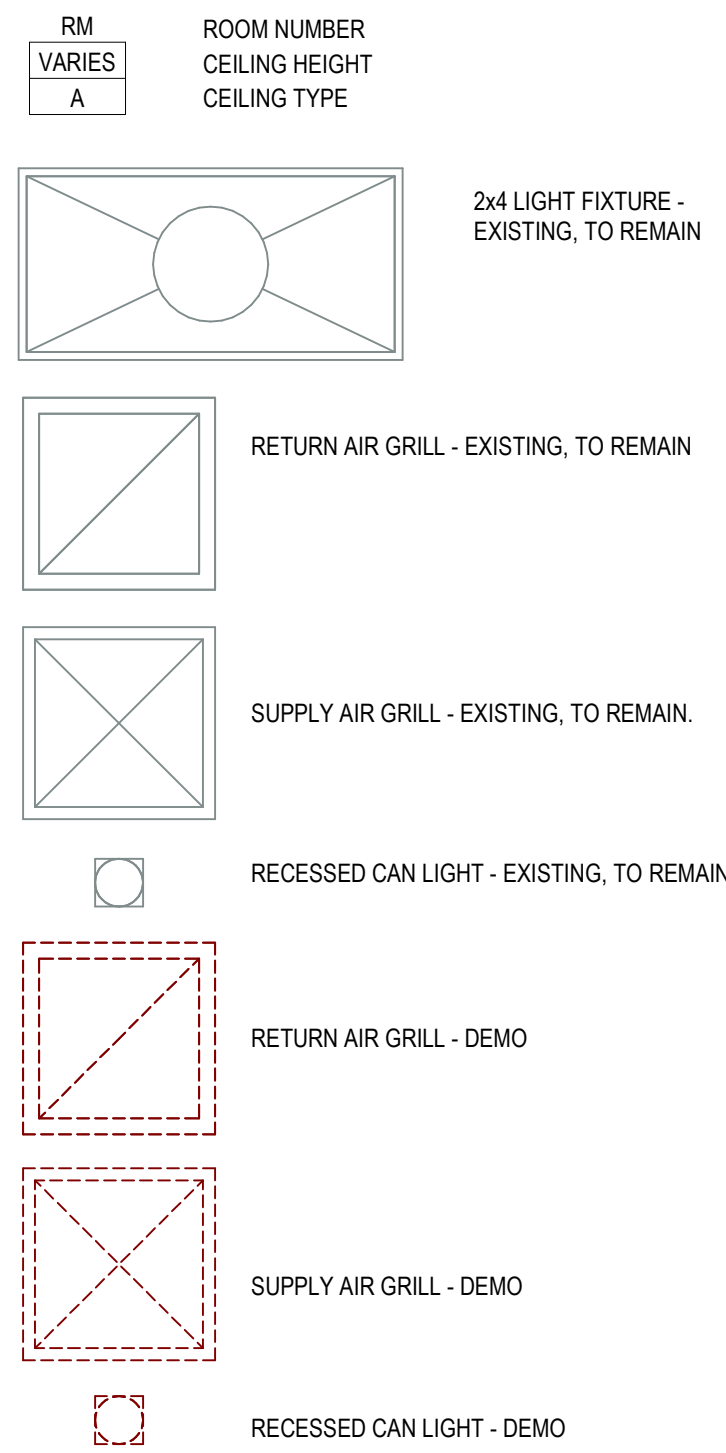 RM ROOM NUMBER
VARIES CEILING HEIGHT
A CEILING TYPE
2x4 LIGHT FIXTURE -
EXISTING, TO REMAIN
RETURN AIR GRILL - EXISTING, TO REMAIN
SUPPLY AIR GRILL - EXISTING, TO REMAIN.
RECESSED CAN LIGHT - EXISTING, TO REMAIN
RETURN AIR GRILL - DEMO
SUPPLY AIR GRILL - DEMO
RECESSED CAN LIGHT - DEMO